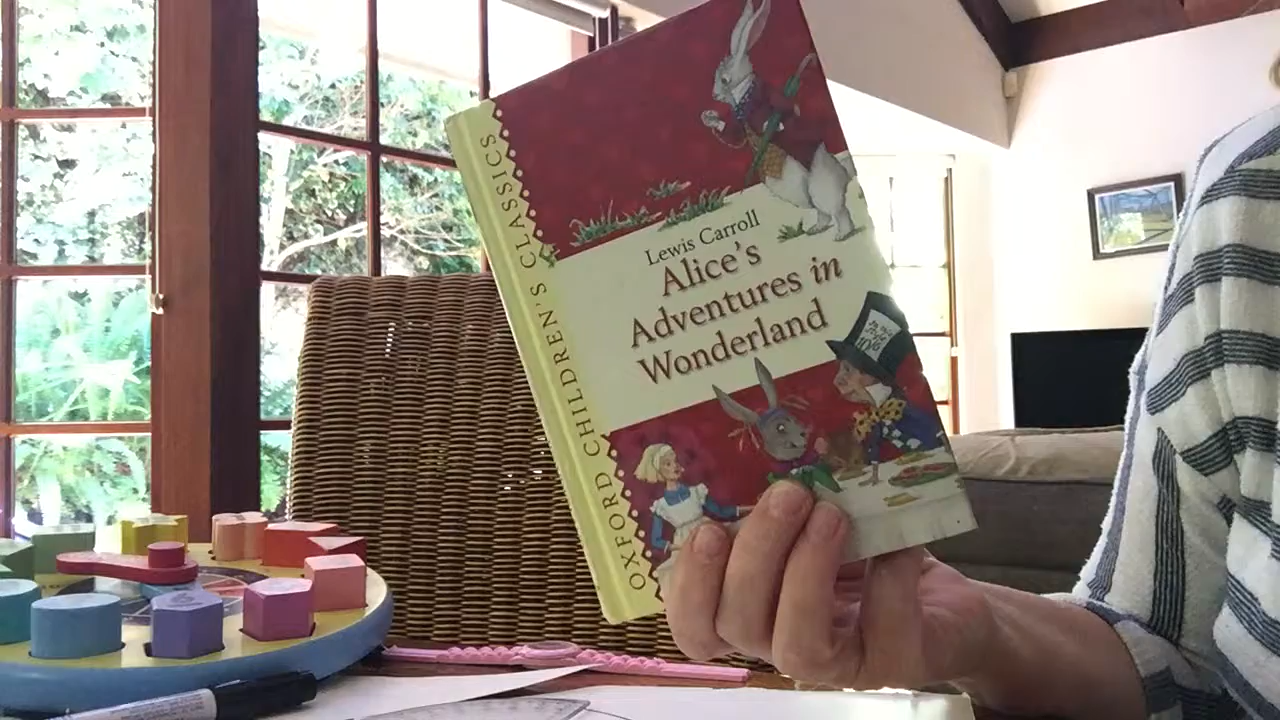 OXFORD CHILDREN'S CLASSICS
Lewis Carroll
Alice's
Adventures in
Wonderland